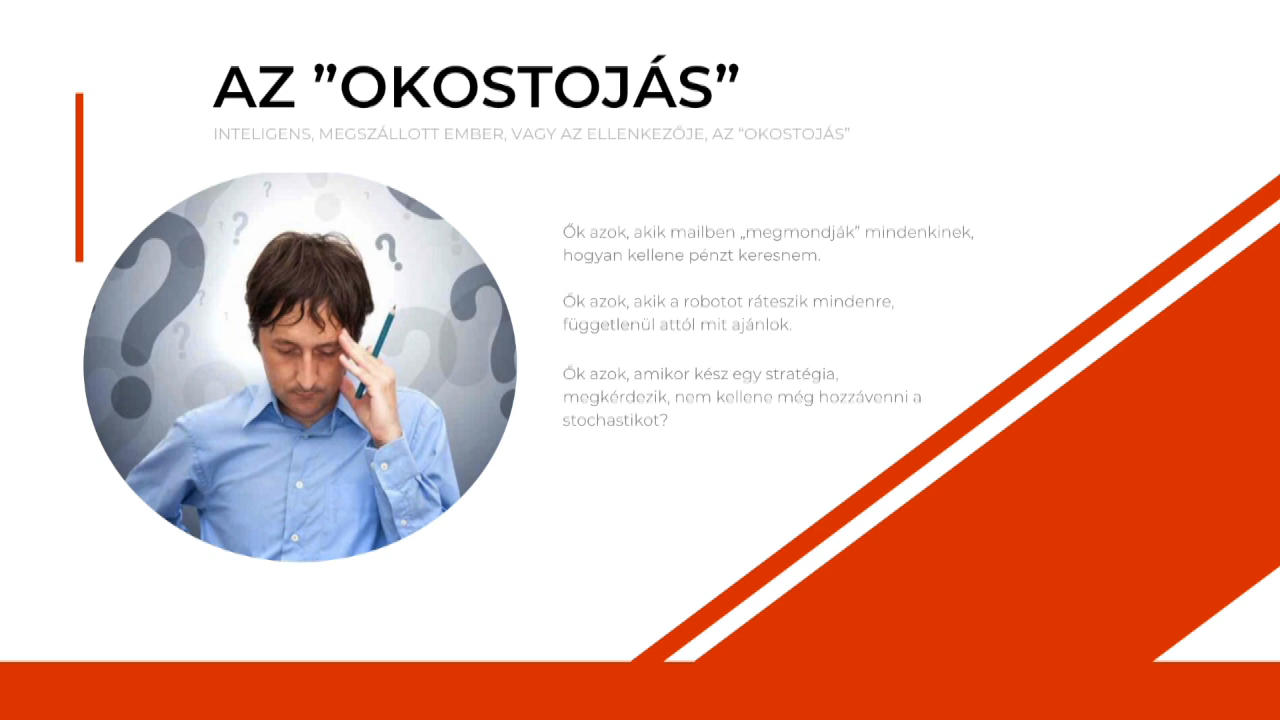 AZ ”OKOSTOJÁS”
INTELIGENS, MEGSZÁLLOTT EMBER, VAGY AZ ELLENKEZŐJE, AZ “OKOSTOJÁS”
Ők azok, akik mailben „megmondják” mindenkinek,
hogyan kellene pénzt keresnem.
Ők azok, akik a robotot ráteszik mindenre,
függetlenül attól mit ajánlok.
Ők azok, amikor kész egy stratégia,
megkérdezik, nem kellene még hozzávenni a
stochastikot?